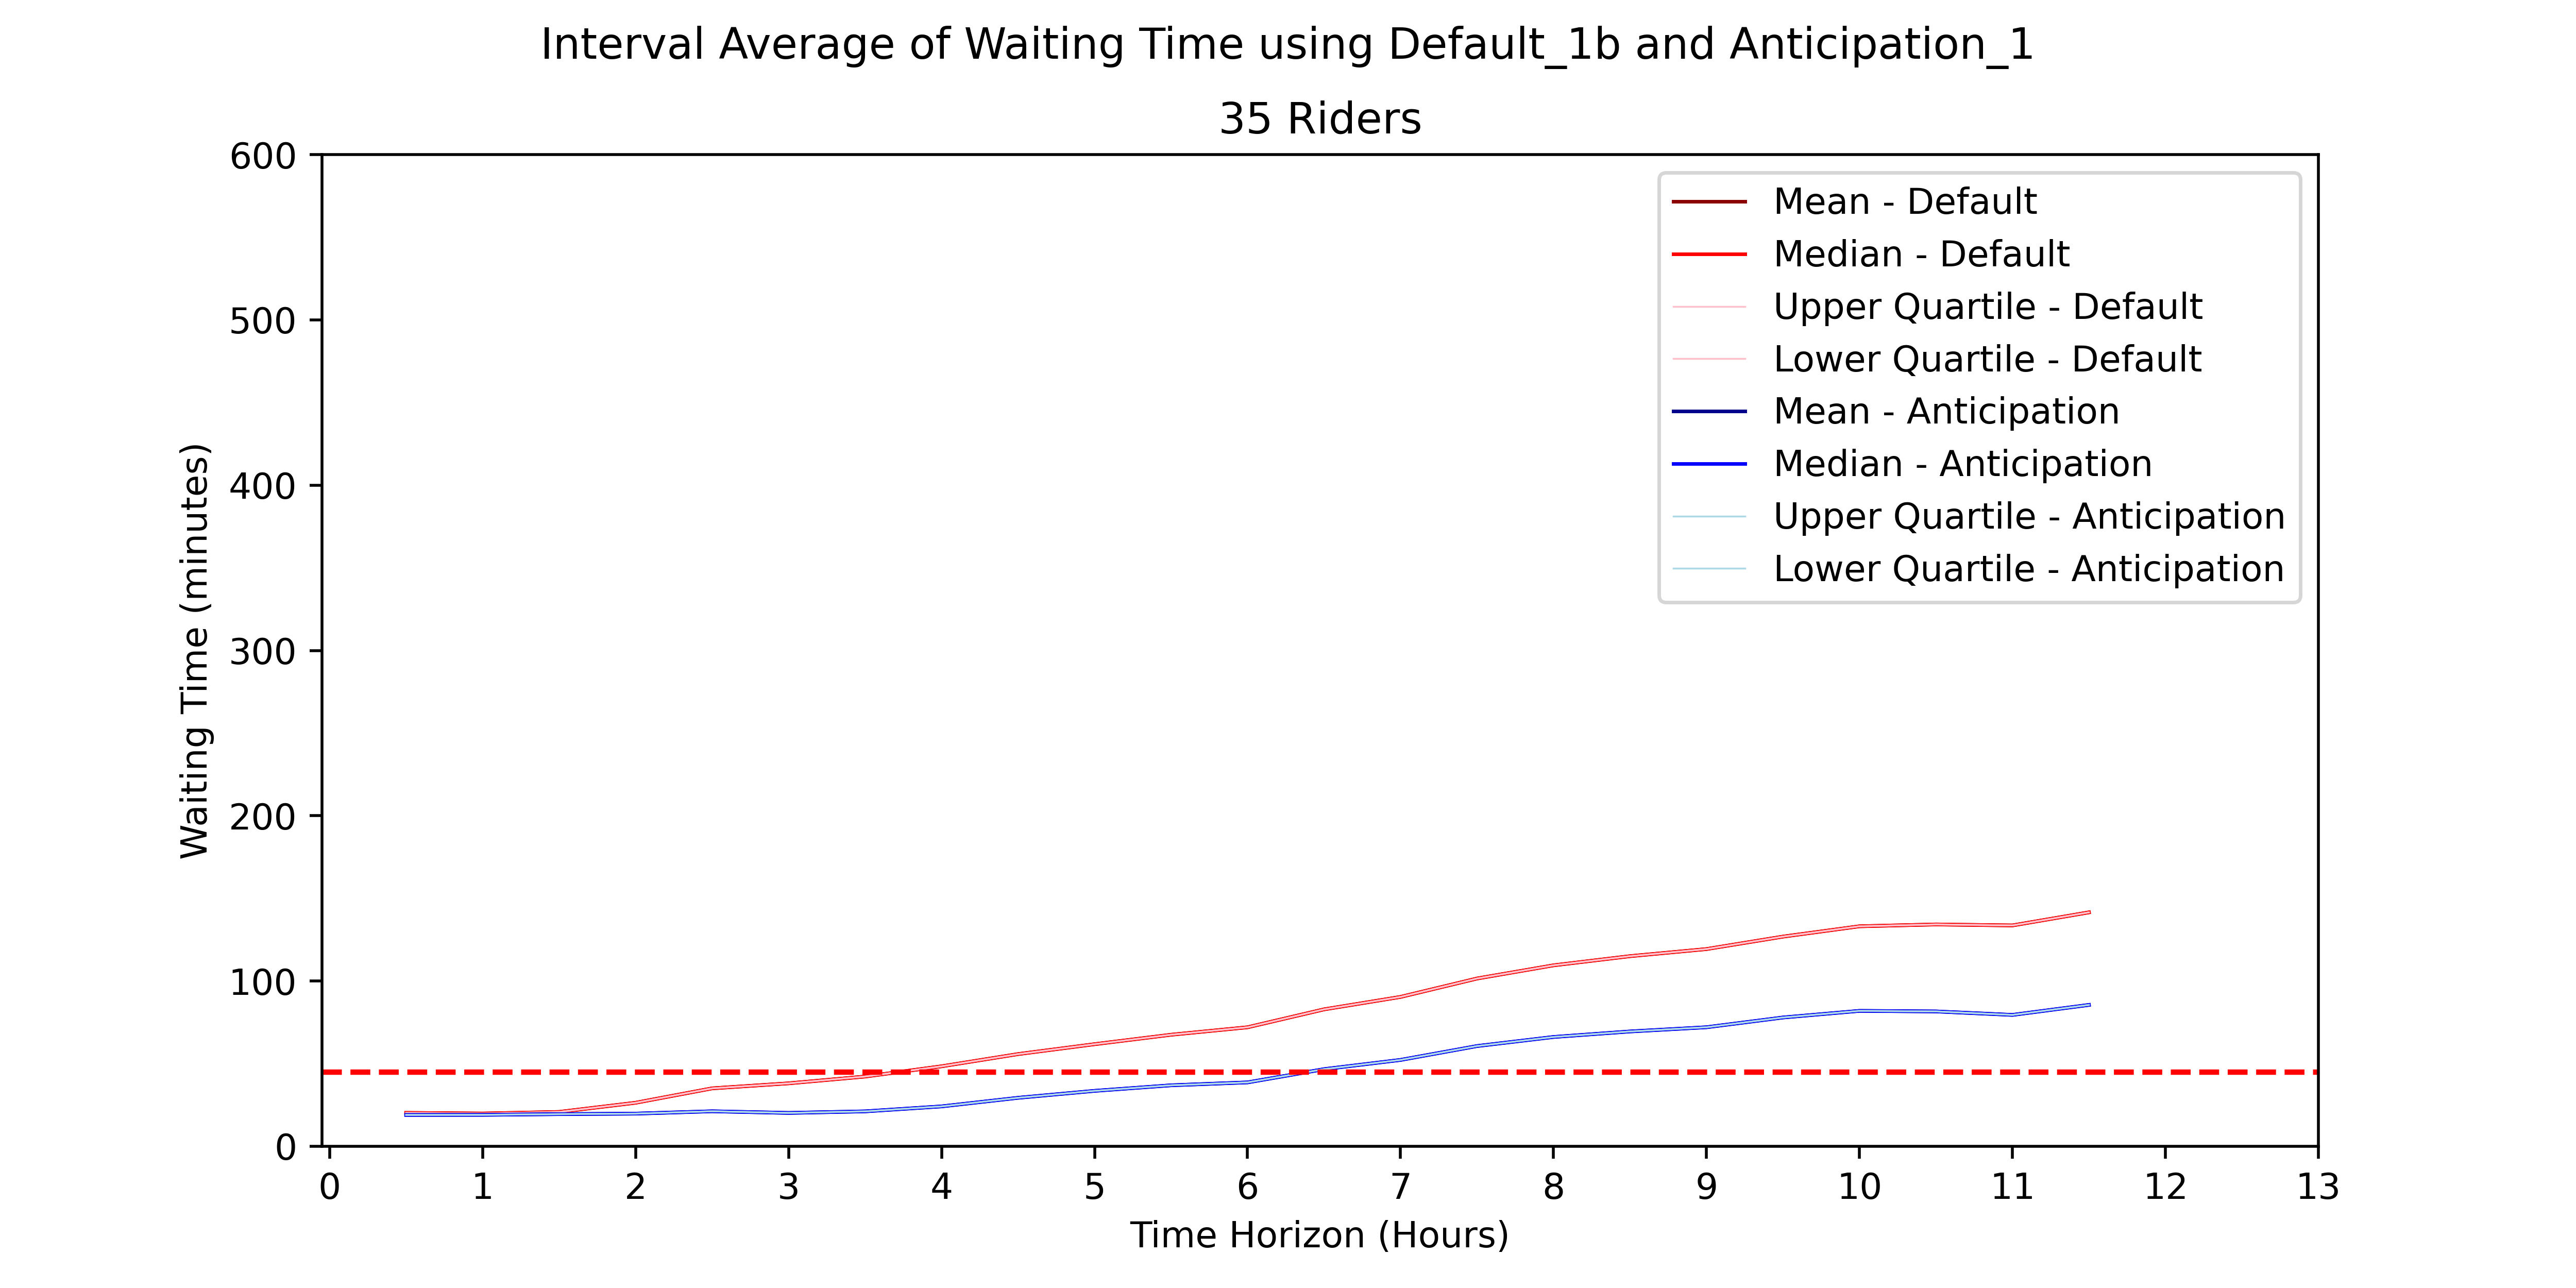 Interval Average of Waiting Time using Default_1b and Anticipation_1
35 Riders
600
500
400
300
200
100
0
Waiting Time (minutes)
Mean - Default
Median - Default
Upper Quartile - Default
Lower Quartile - Default
Mean - Anticipation
Median - Anticipation
Upper Quartile - Anticipation
Lower Quartile - Anticipation
0 1 2 3 4 5 6 7 8 9 10 11 12 13
Time Horizon (Hours)